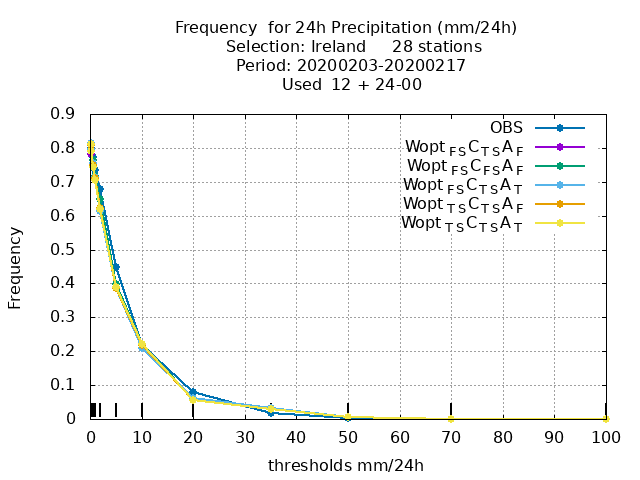 Frequency  for 24h Precipitation (mm/24h)
Selection: Ireland     28 stations
Period: 20200203-20200217
Used  12 + 24-00
OBS
Wopt FS C TS A F
Wopt FS C FS A F
Wopt FS C TS A T
Wopt TS C TS A F
Wopt TS C TS A T
0.9
0.8
0.7
0.6
0.5
0.4
0.3
0.2
0.1
0
Frequency
0 10 20 30 40 50 60 70 80 90 100
thresholds mm/24h